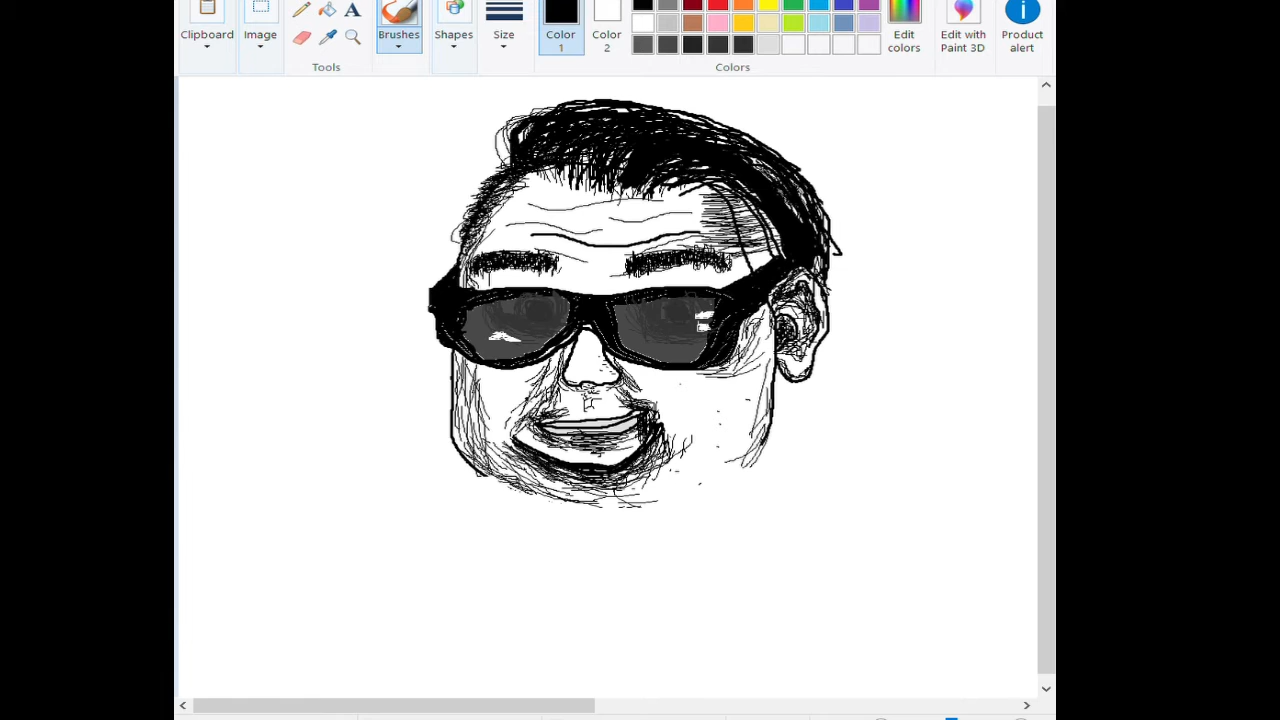 Clipboard
Image
Tools
Brushes
Shapes
Size
Color 1
Color 2
Colors
Edit colors
Edit with Paint 3D
Product alert